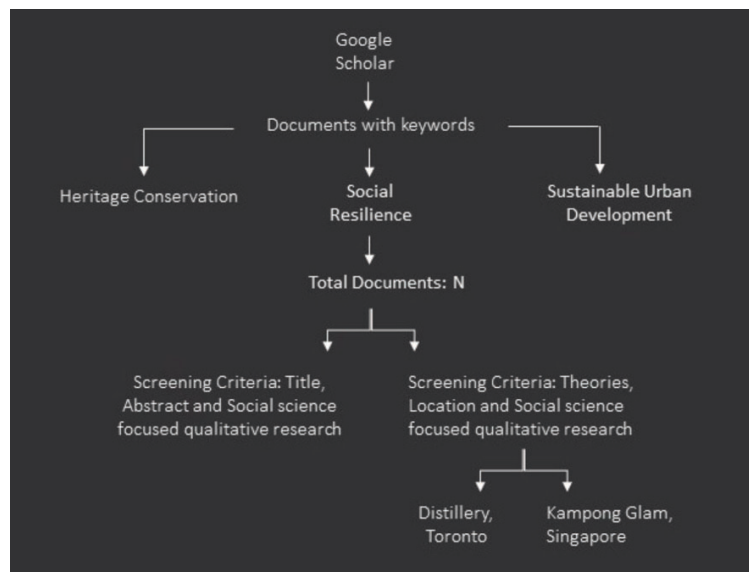 Google
Scholar
Documents with keywords
Heritage Conservation
Social
Resilience
Sustainable Urban
Development
Total Documents: N
Screening Criteria: Title,
Abstract and Social science
focused qualitative research
Screening Criteria: Theories,
Location and Social science
focused qualitative research
Distillery,
Toronto
Kampong Glam,
Singapore